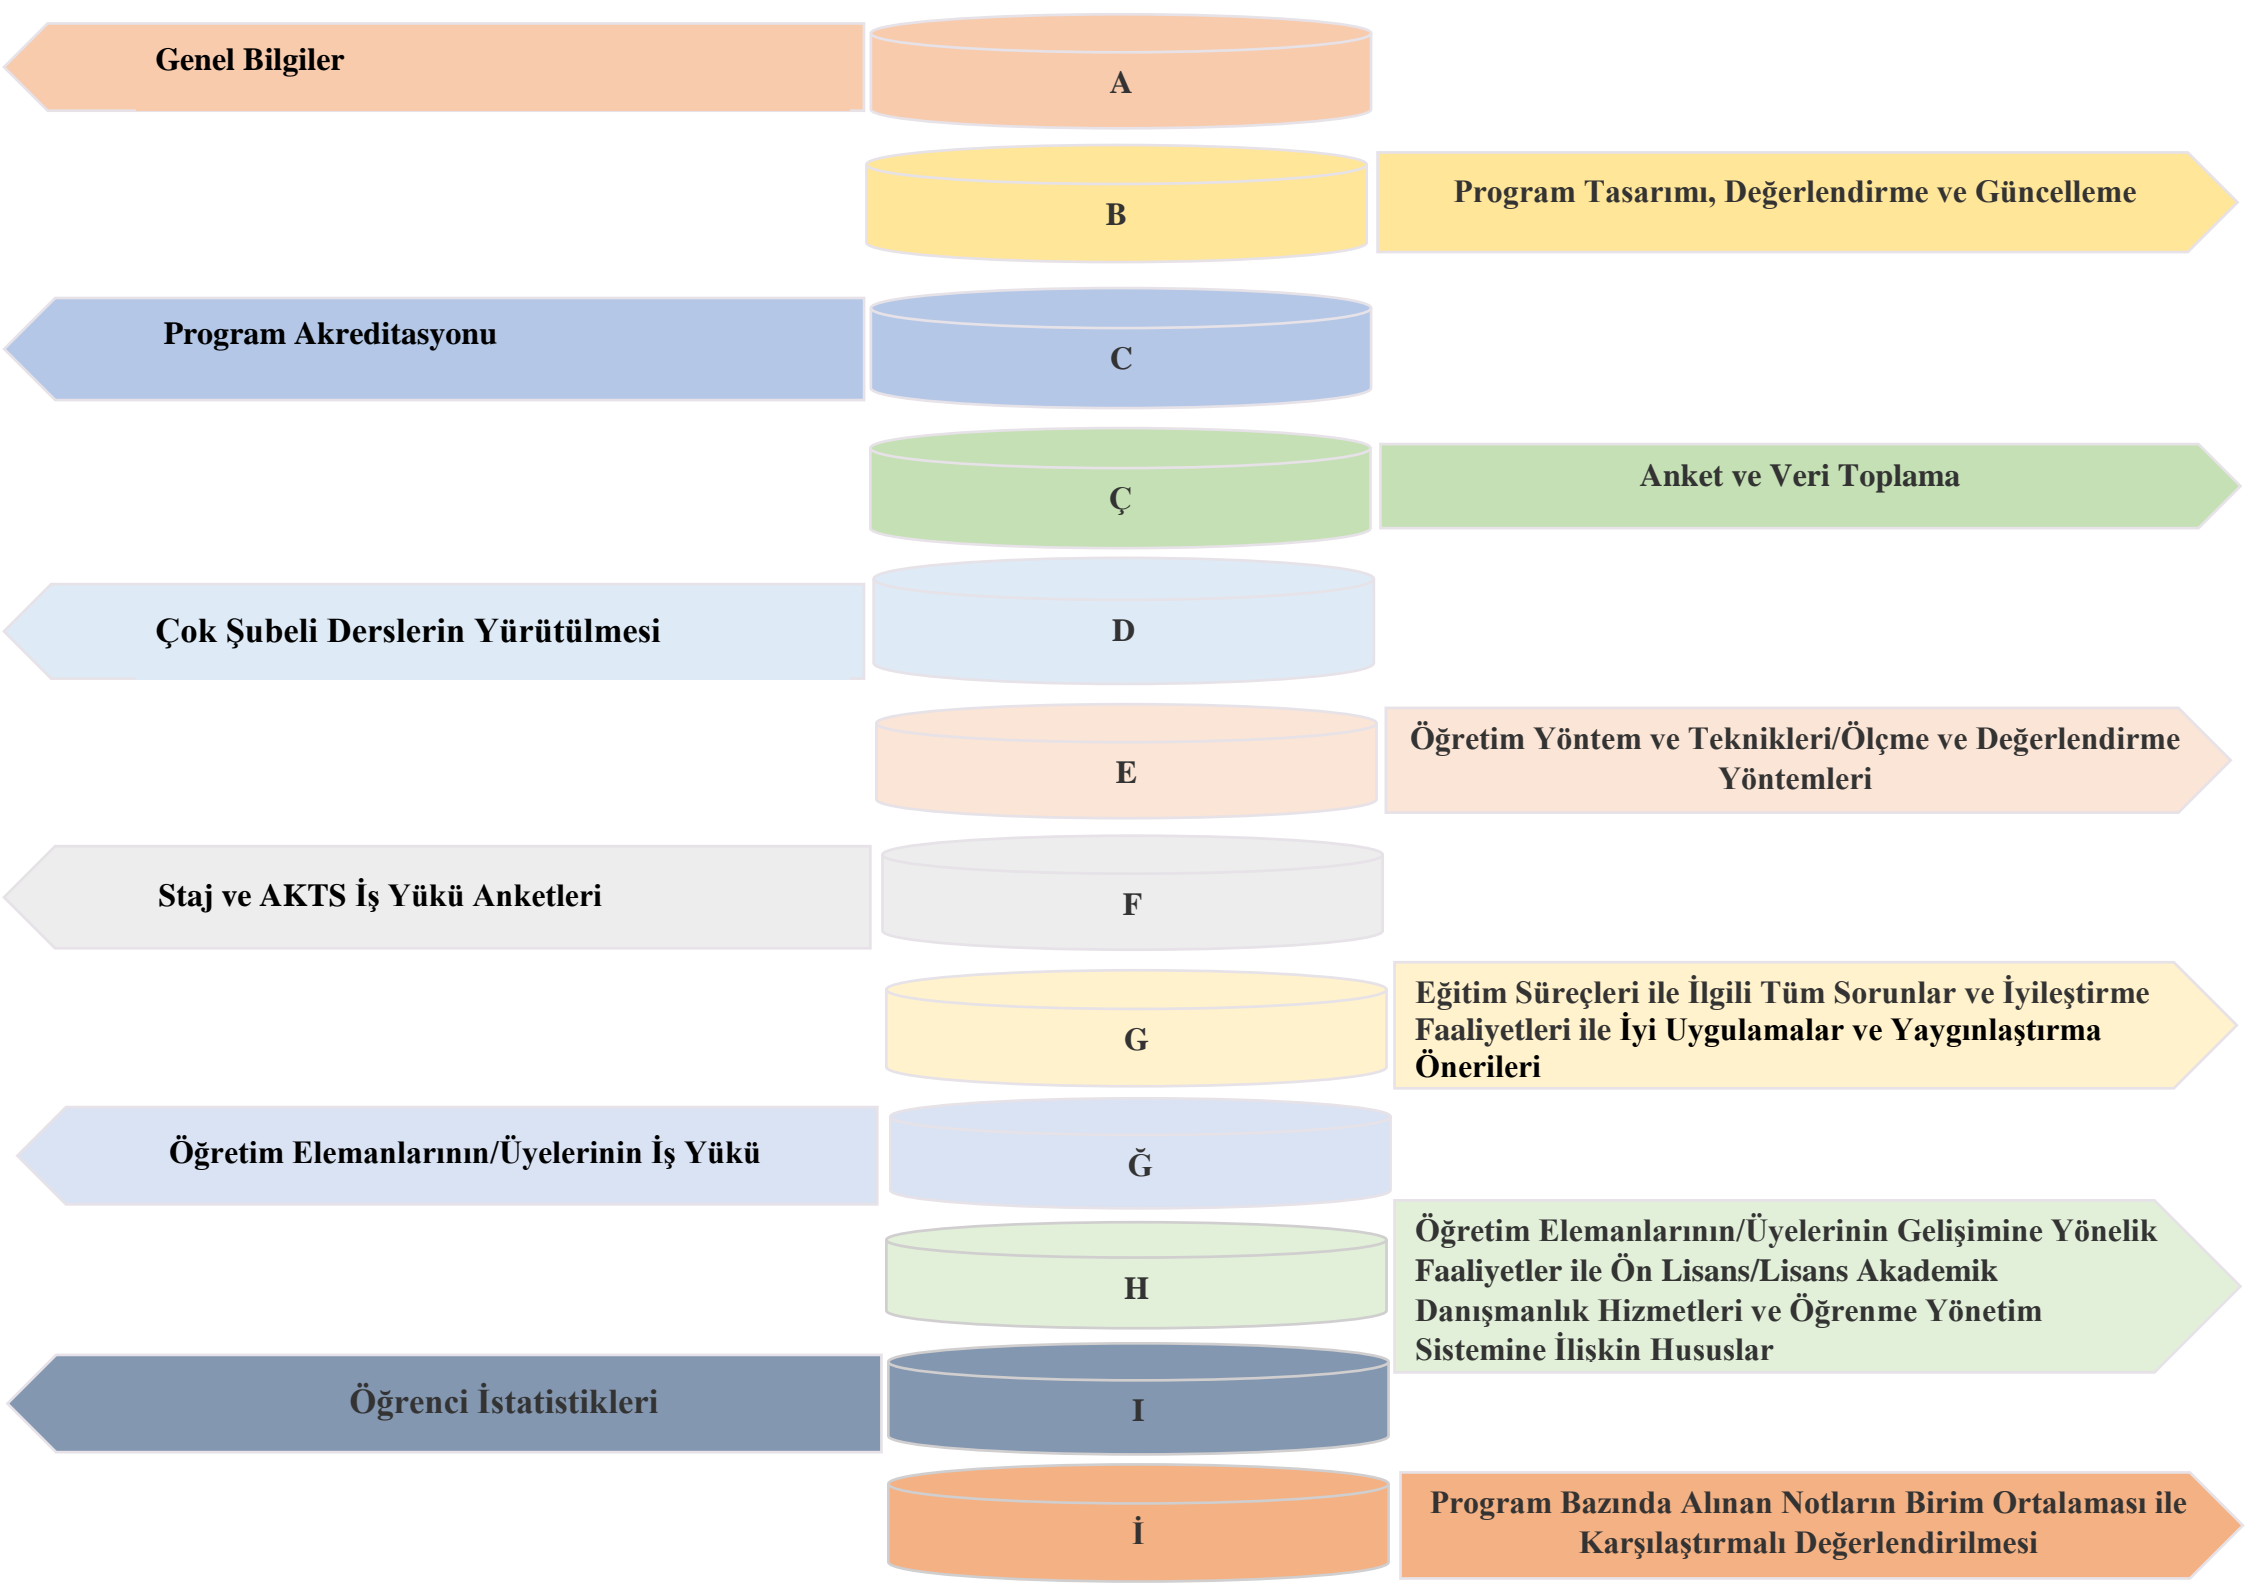 Genel Bilgiler
A
B
Program Tasarımı, Değerlendirme ve Güncelleme
Program Akreditasyonu
C
Ç
Anket ve Veri Toplama
Çok Şubeli Derslerin Yürütülmesi
D
E
Öğretim Yöntem ve Teknikleri/Ölçme ve Değerlendirme
Yöntemleri
Staj ve AKTS İş Yükü Anketleri
F
G
Eğitim Süreçleri ile İlgili Tüm Sorunlar ve İyileştirme
Faaliyetleri ile İyi Uygulamalar ve Yaygınlaştırma
Önerileri
Öğretim Elemanlarının/Üyelerinin İş Yükü
Ğ
H
Öğretim Elemanlarının/Üyelerinin Gelişimine Yönelik
Faaliyetler ile Ön Lisans/Lisans Akademik
Danışmanlık Hizmetleri ve Öğrenme Yönetim
Sistemine İlişkin Hususlar
Öğrenci İstatistikleri
I
İ
Program Bazında Alınan Notların Birim Ortalaması ile
Karşılaştırmalı Değerlendirilmesi